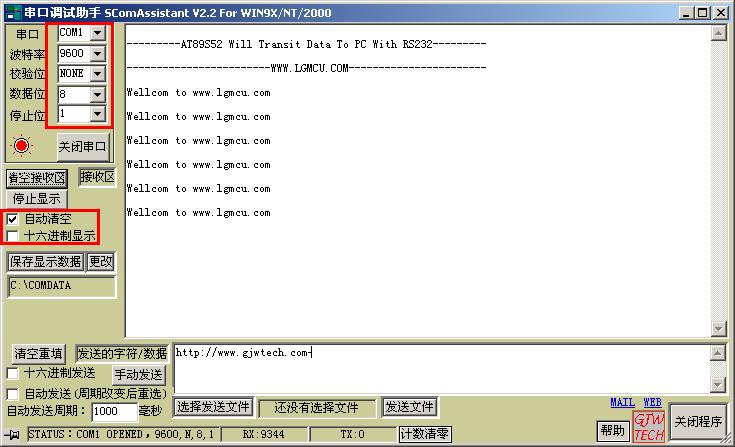 串口调试助手 SComAssistant V2.2 For WIN9X/NT/2000
串口 COM1
波特率 9600
校验位 NONE
数据位 8
停止位 1
关闭串口
清空接收区 接收区
停止显示
自动清空
十六进制显示
保存显示数据 更改
C:\COMDATA
---------AT89S52 Will Transit Data To PC With RS232---------
------------------------WWW.LGMCU.COM------------------------
Wellcom to www.lgmcu.com
Wellcom to www.lgmcu.com
Wellcom to www.lgmcu.com
Wellcom to www.lgmcu.com
Wellcom to www.lgmcu.com
Wellcom to www.lgmcu.com
清空重填 发送的字符/数据
http://www.gjwtech.com
十六进制发送 手动发送
自动发送(周期改变后重选)
自动发送周期: 1000 毫秒
选择发送文件 还没有选择文件 发送文件
MAIL WEB
帮助
GJW
TECH
关闭程序
STATUS:COM1 OPENED,9600,N,8,1 RX:9344 TX:0 计数清零